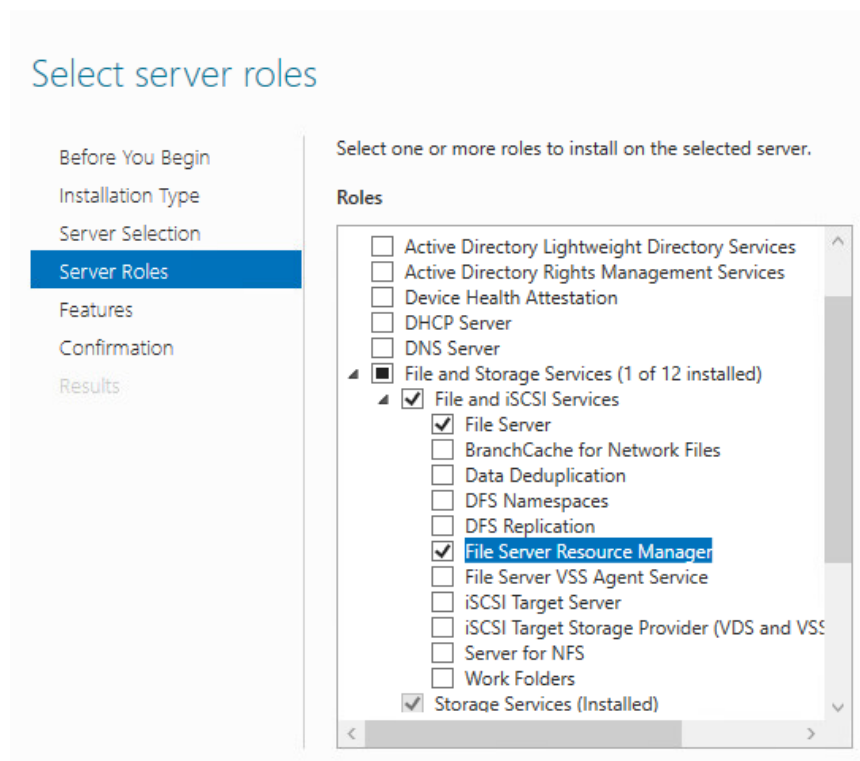 Select server roles
Before You Begin
Installation Type
Server Selection
Server Roles
Features
Confirmation
Results
Select one or more roles to install on the selected server.
Roles
Active Directory Lightweight Directory Services
Active Directory Rights Management Services
Device Health Attestation
DHCP Server
DNS Server
File and Storage Services (1 of 12 installed)
File and iSCSI Services
File Server
BranchCache for Network Files
Data Deduplication
DFS Namespaces
DFS Replication
File Server Resource Manager
File Server VSS Agent Service
iSCSI Target Server
iSCSI Target Storage Provider (VDS and VSS
Server for NFS
Work Folders
Storage Services (Installed)